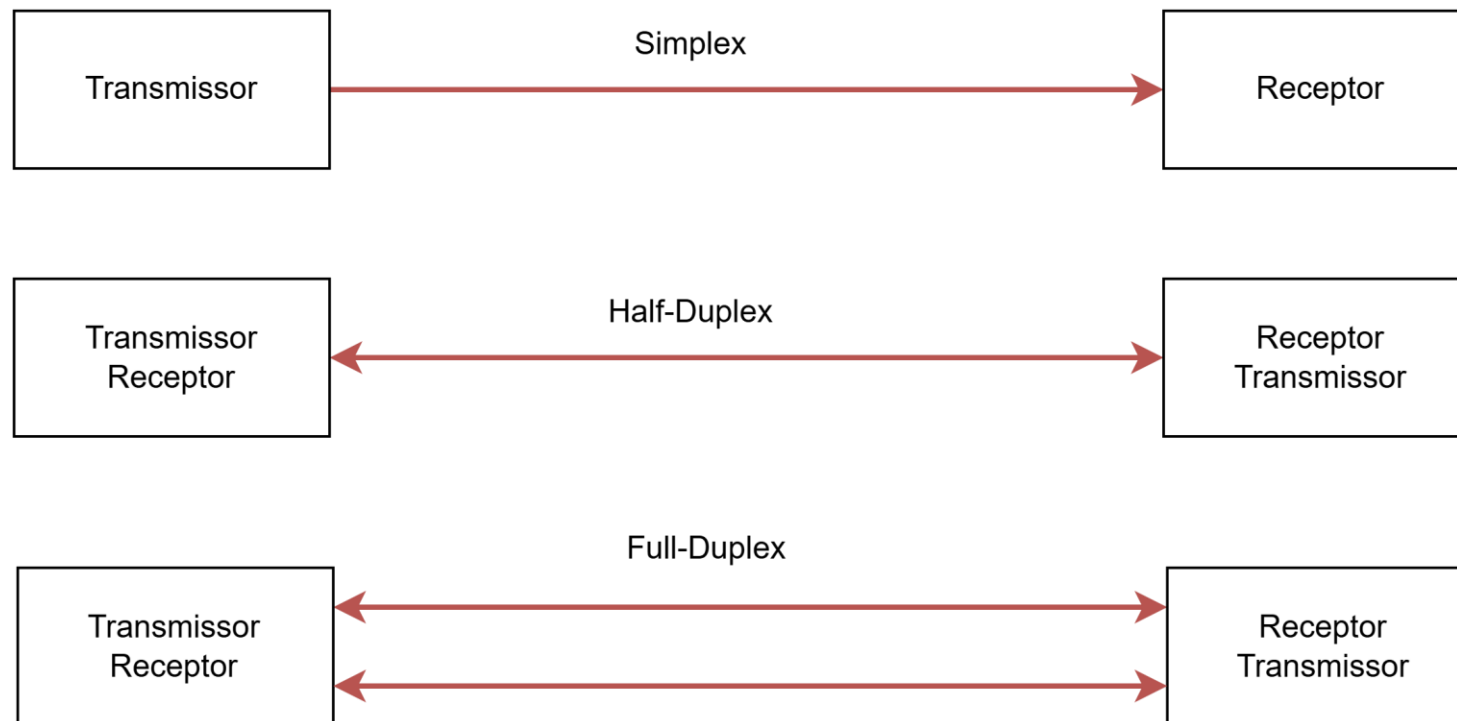 Simplex
Transmissor
Receptor
Half-Duplex
Transmissor
Receptor
Receptor
Transmissor
Full-Duplex
Transmissor
Receptor
Receptor
Transmissor